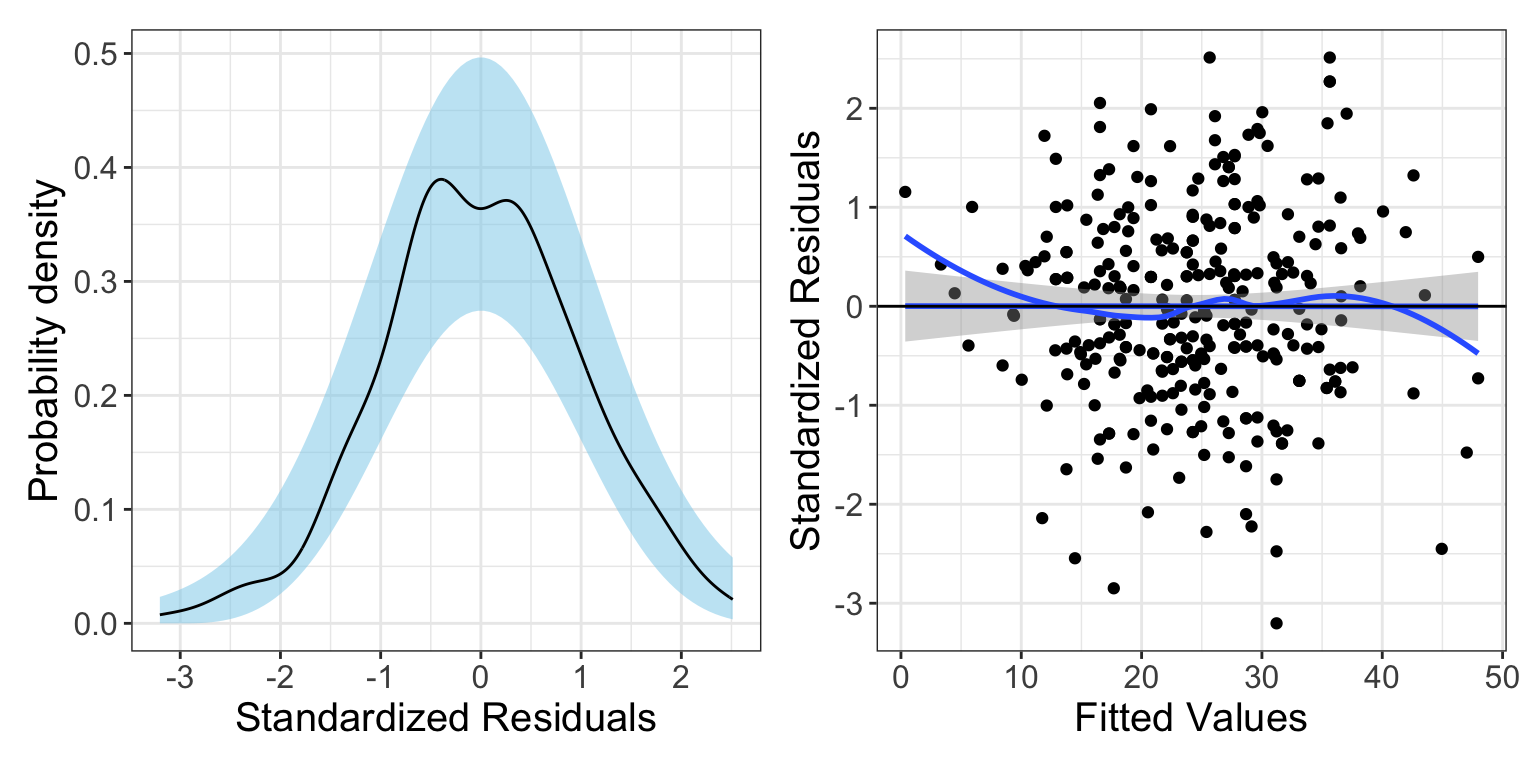 0.5
0.4
0.3
0.2
0.1
0.0
Probability density
-3 -2 -1 0 1 2
Standardized Residuals
2
1
0
-1
-2
-3
Standardized Residuals
0 10 20 30 40 50
Fitted Values